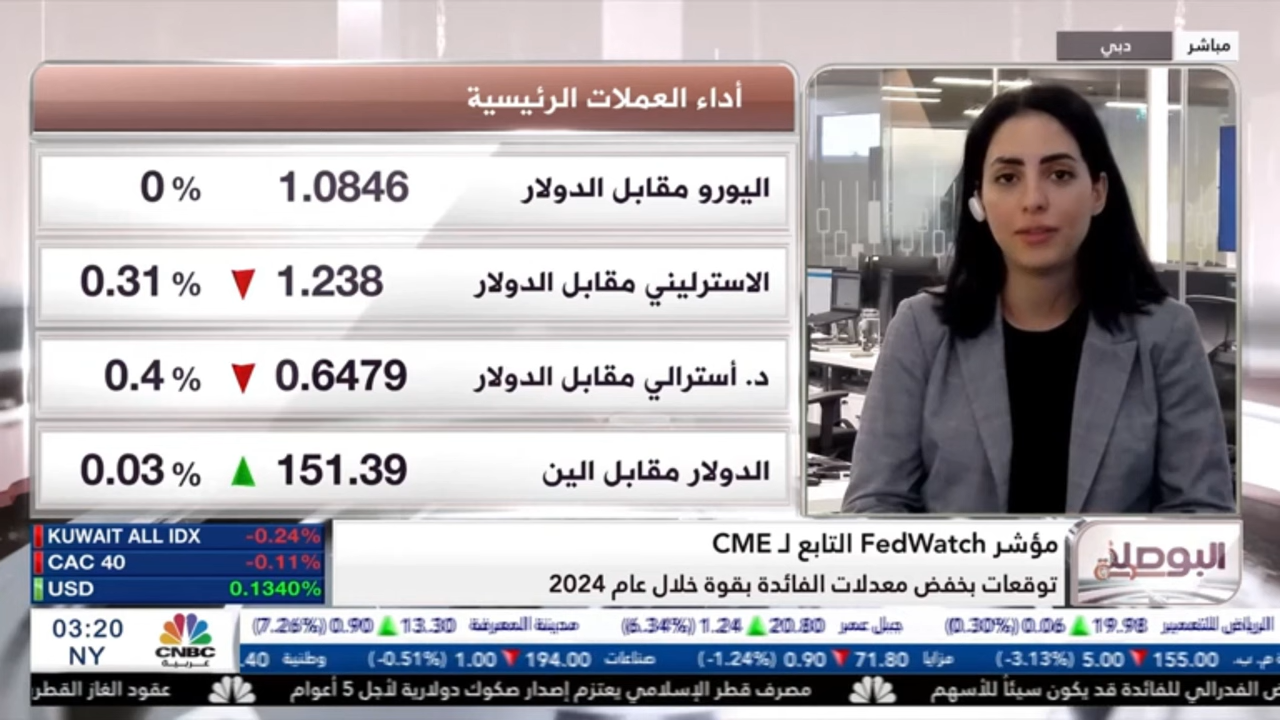 مباشر دبي
أداء العملات الرئيسية
اليورو مقابل الدولار 1.0846 0 %
الاسترليني مقابل الدولار 1.238 ▼ 0.31 %
د. أسترالي مقابل الدولار 0.6479 ▼ 0.4 %
الدولار مقابل الين 151.39 ▲ 0.03 %
مؤشر FedWatch التابع لـ CME
توقعات بخفض معدلات الفائدة بقوة خلال عام 2024
البوصلة
KUWAIT ALL IDX -0.24%
CAC 40 -0.11%
USD 0.1340%
03:20
NY
CNBC
عربية
الرياض للتعمير 19.98 ▲ 0.06 (0.30%) جبل عمر 20.80 ▲ 1.24 (6.34%) مدينة المعرفة 13.30 ▲ 0.90 (7.26%)
م.ب. 155.00 ▼ 5.00 (-3.13%) مزايا 71.80 ▼ 0.90 (-1.24%) صناعات 194.00 ▼ 1.00 (-0.51%) وطنية .40
ض الفدرالي للفائدة قد يكون سيئاً للأسهم مصرف قطر الإسلامي يعتزم إصدار صكوك دولارية لأجل 5 أعوام عقود الغاز القطر